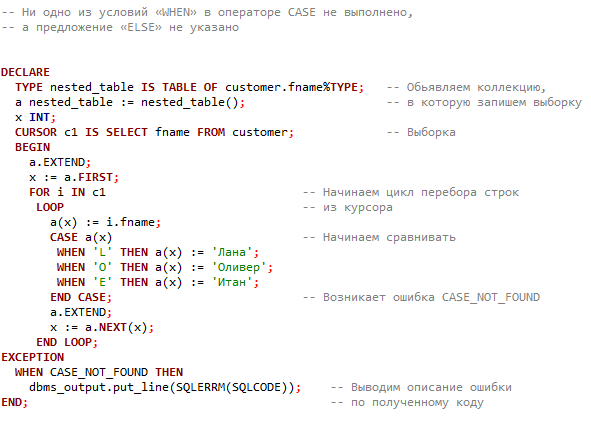 -- Ни одно из условий «WHEN» в операторе CASE не выполнено,
-- а предложение «ELSE» не указано
DECLARE
TYPE nested_table IS TABLE OF customer.fname%TYPE; -- Обьявляем коллекцию,
a nested_table := nested_table(); -- в которую запишем выборку
x INT;
CURSOR c1 IS SELECT fname FROM customer; -- Выборка
BEGIN
a.EXTEND;
x := a.FIRST;
FOR i IN c1 -- Начинаем цикл перебора строк
LOOP -- из курсора
a(x) := i.fname;
CASE a(x) -- Начинаем сравнивать
WHEN 'L' THEN a(x) := 'Лана';
WHEN 'O' THEN a(x) := 'Оливер';
WHEN 'E' THEN a(x) := 'Итан';
END CASE; -- Возникает ошибка CASE_NOT_FOUND
a.EXTEND;
x := a.NEXT(x);
END LOOP;
EXCEPTION
WHEN CASE_NOT_FOUND THEN
dbms_output.put_line(SQLERRM(SQLCODE)); -- Выводим описание ошибки
END; -- по полученному коду